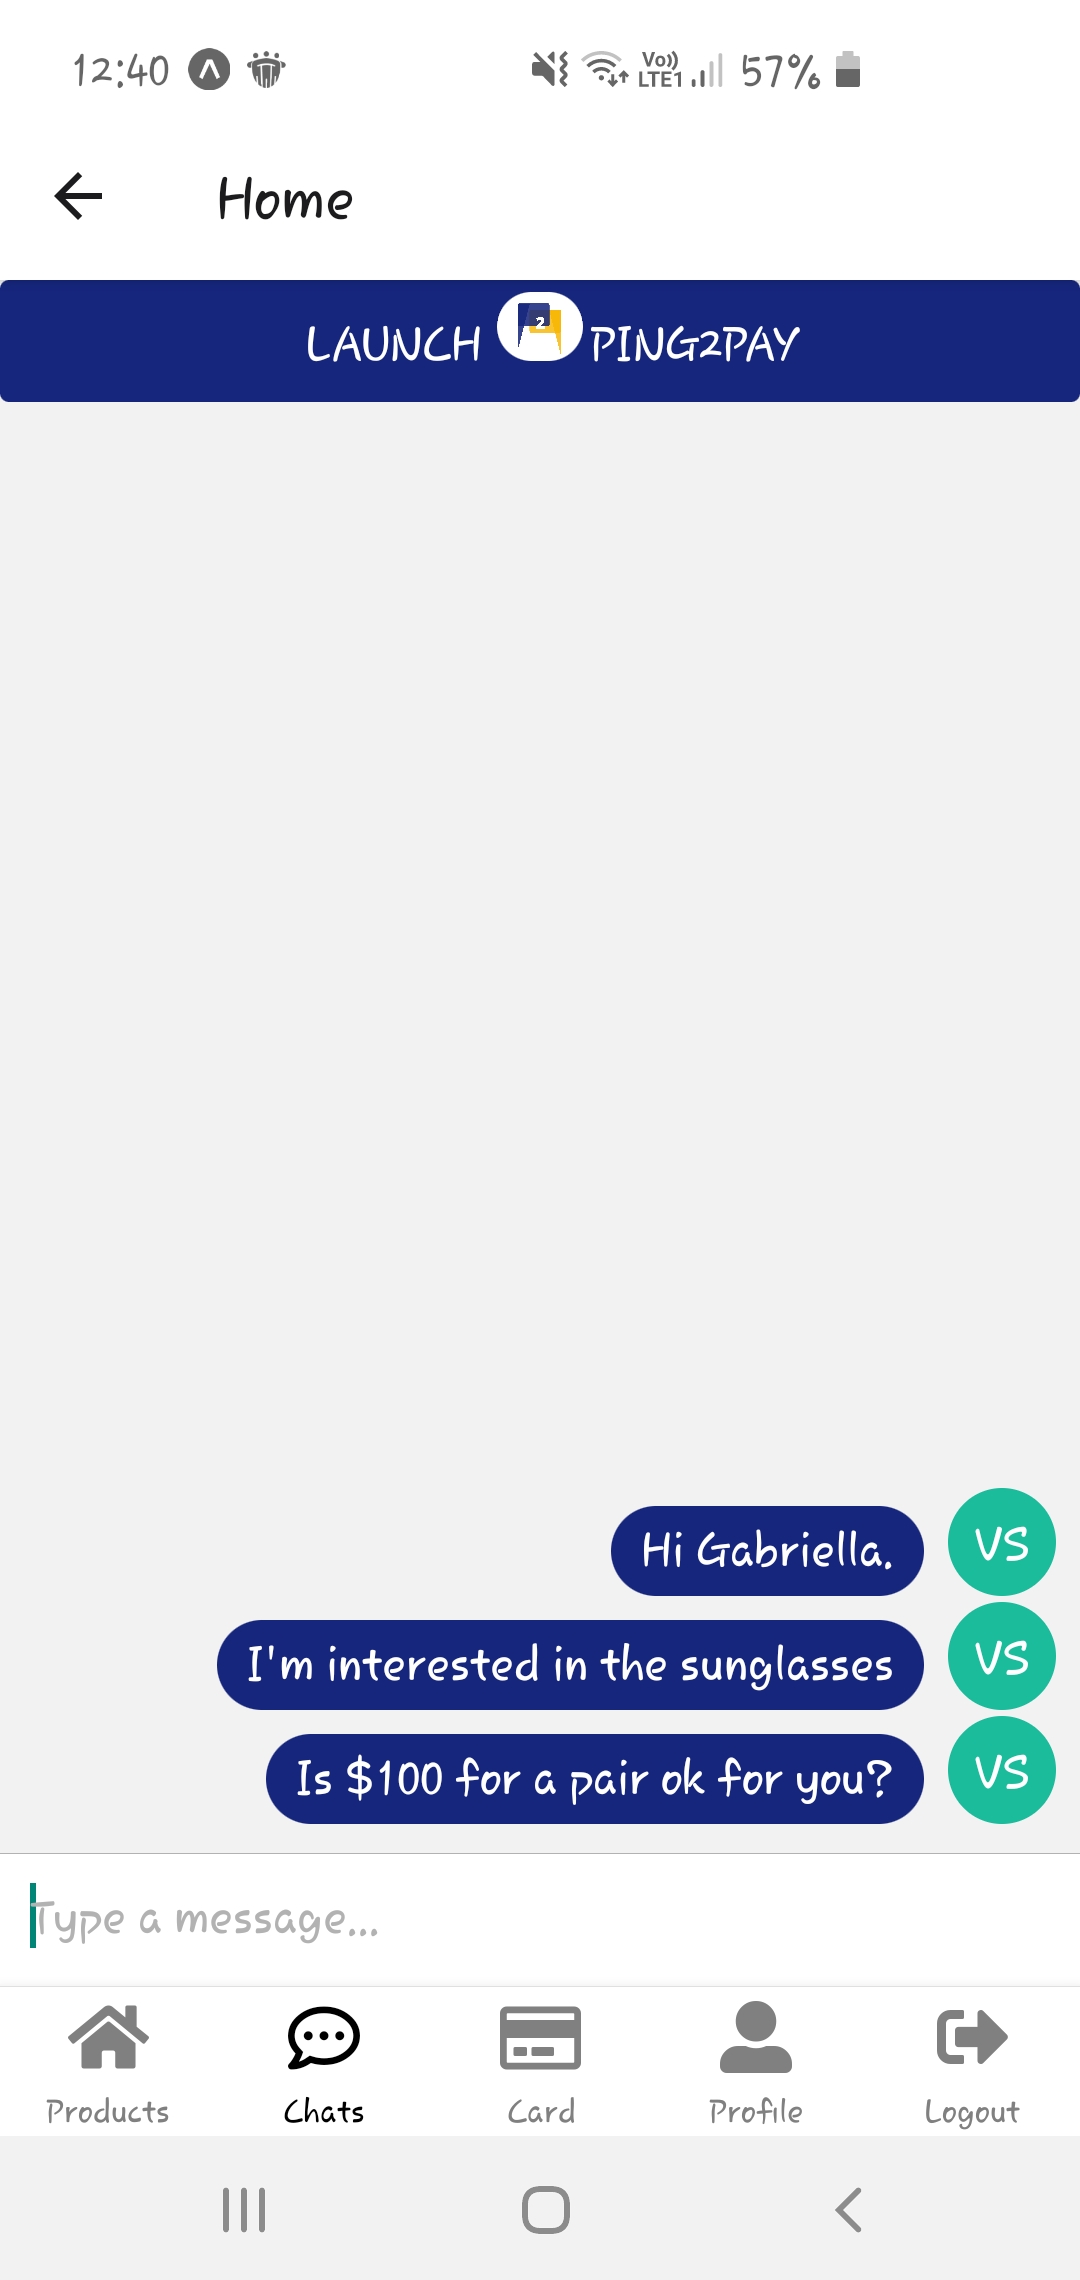 12:40 Vo)) LTE1 57%
Home
LAUNCH 2 PING2PAY
Hi Gabriella. VS
I'm interested in the sunglasses VS
Is $100 for a pair ok for you? VS
Type a message...
Products Chats Card Profile Logout